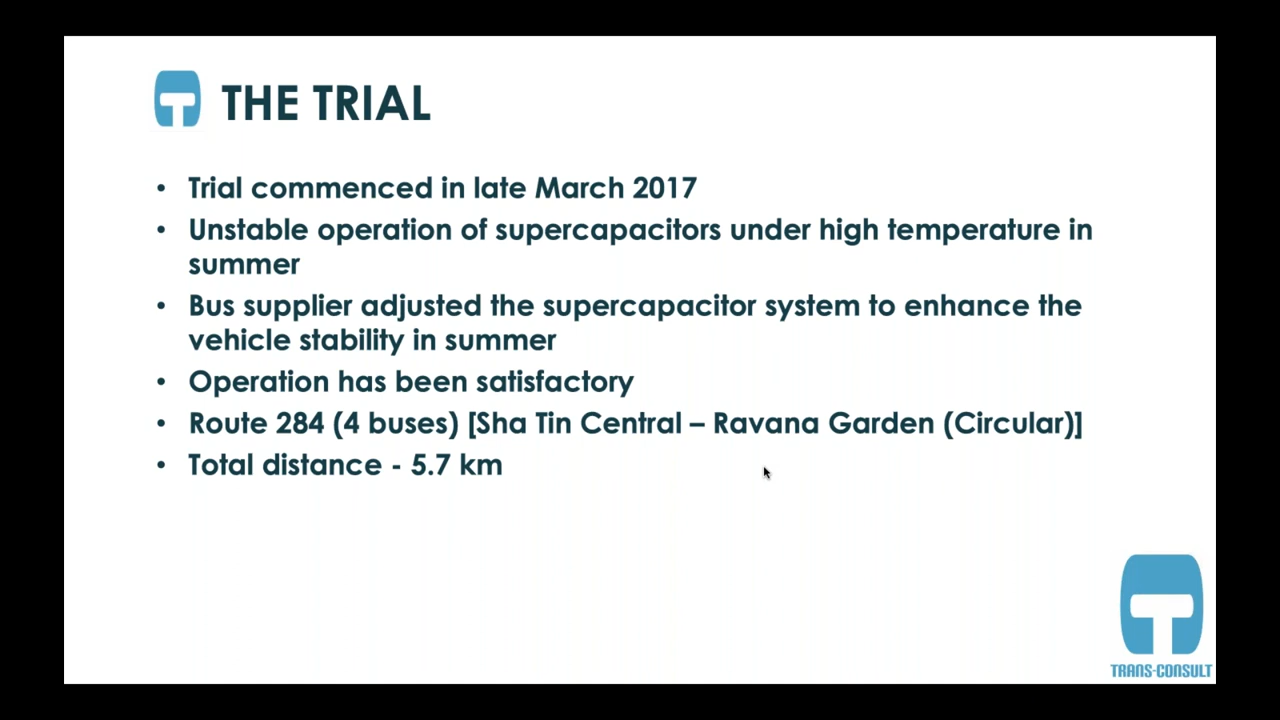 THE TRIAL
• Trial commenced in late March 2017
• Unstable operation of supercapacitors under high temperature in
summer
• Bus supplier adjusted the supercapacitor system to enhance the
vehicle stability in summer
• Operation has been satisfactory
• Route 284 (4 buses) [Sha Tin Central – Ravana Garden (Circular)]
• Total distance - 5.7 km
TRANS-CONSULT